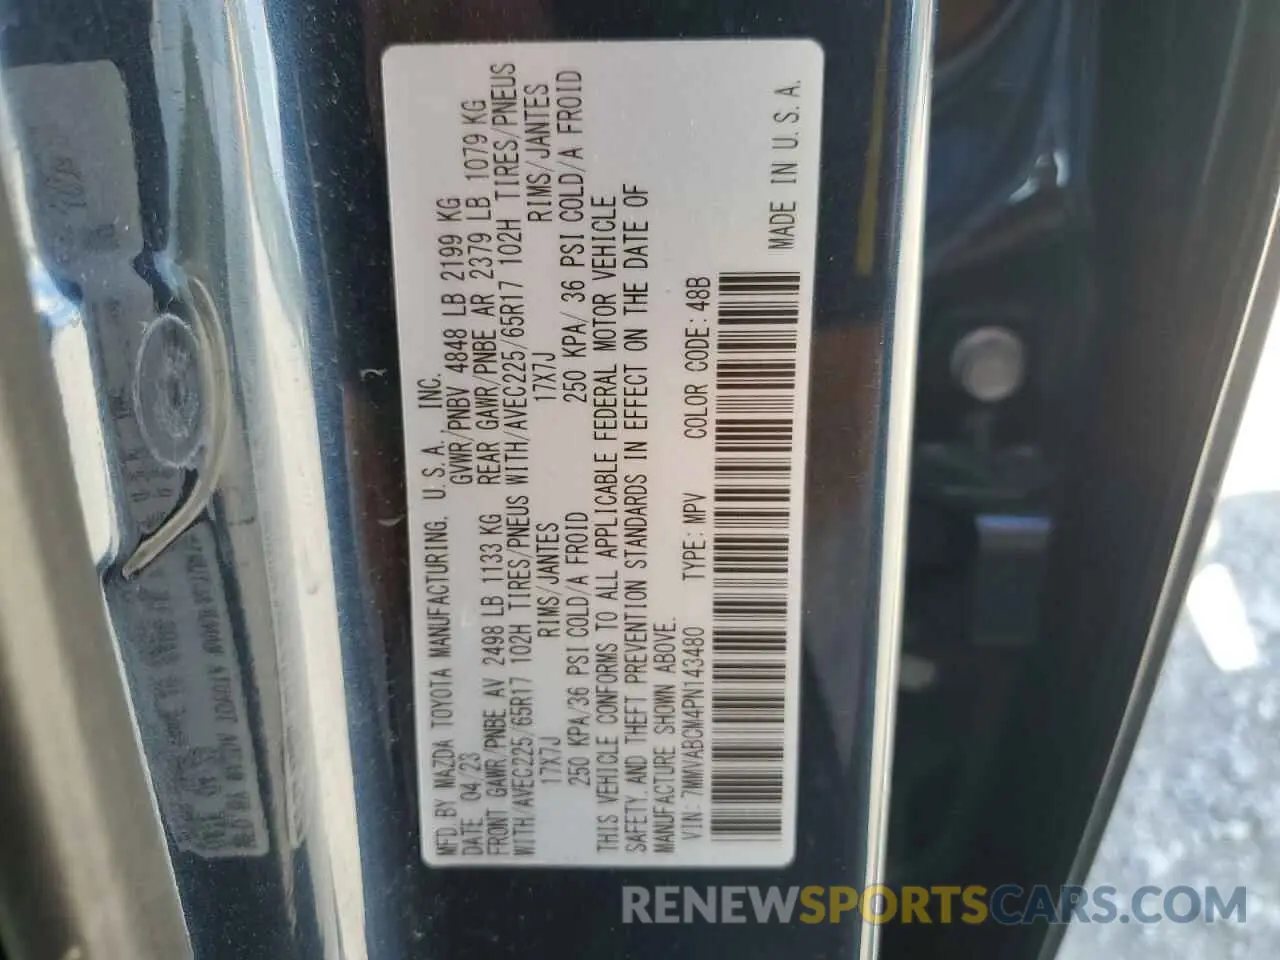 MFD. BY MAZDA TOYOTA MANUFACTURING, U.S.A., INC.
DATE 04/23 GVWR/PNBV 4848 LB 2199 KG
FRONT GAWR/PNBE AV 2498 LB 1133 KG REAR GAWR/PNBE AR 2379 LB 1079 KG
WITH/AVEC225/65R17 102H TIRES/PNEUS WITH/AVEC225/65R17 102H TIRES/PNEUS
17X7J RIMS/JANTES 17X7J RIMS/JANTES
250 KPA/36 PSI COLD/A FROID 250 KPA/ 36 PSI COLD/A FROID
THIS VEHICLE CONFORMS TO ALL APPLICABLE FEDERAL MOTOR VEHICLE
SAFETY AND THEFT PREVENTION STANDARDS IN EFFECT ON THE DATE OF
MANUFACTURE SHOWN ABOVE.
VIN: 7MMVABCM4PN143480 TYPE: MPV COLOR CODE: 48B
MADE IN U.S.A.
RENEWSPORTSCARS.COM